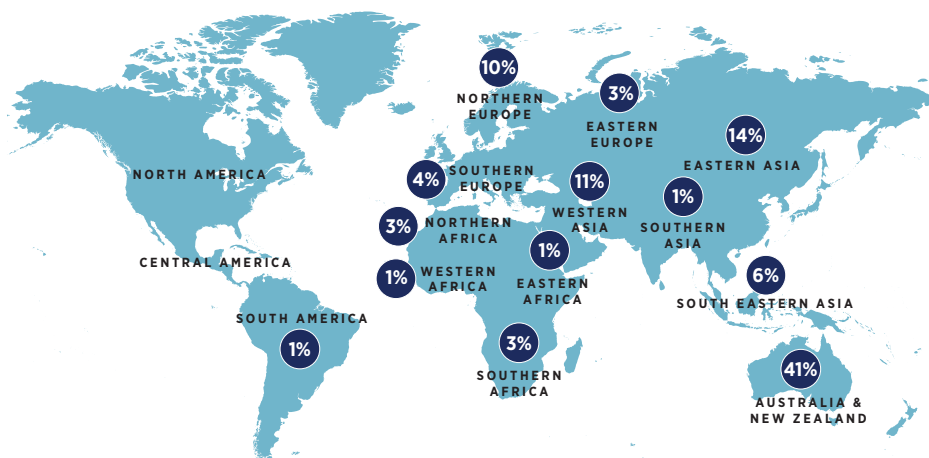 10%
NORTHERN
EUROPE
3%
EASTERN
EUROPE
14%
EASTERN ASIA
NORTH AMERICA
4%
SOUTHERN
EUROPE
11%
WESTERN
ASIA
1%
SOUTHERN
ASIA
3%
NORTHERN
AFRICA
1%
EASTERN
AFRICA
CENTRAL AMERICA
1%
WESTERN
AFRICA
6%
SOUTH EASTERN ASIA
SOUTH AMERICA
1%
3%
SOUTHERN
AFRICA
41%
AUSTRALIA &
NEW ZEALAND